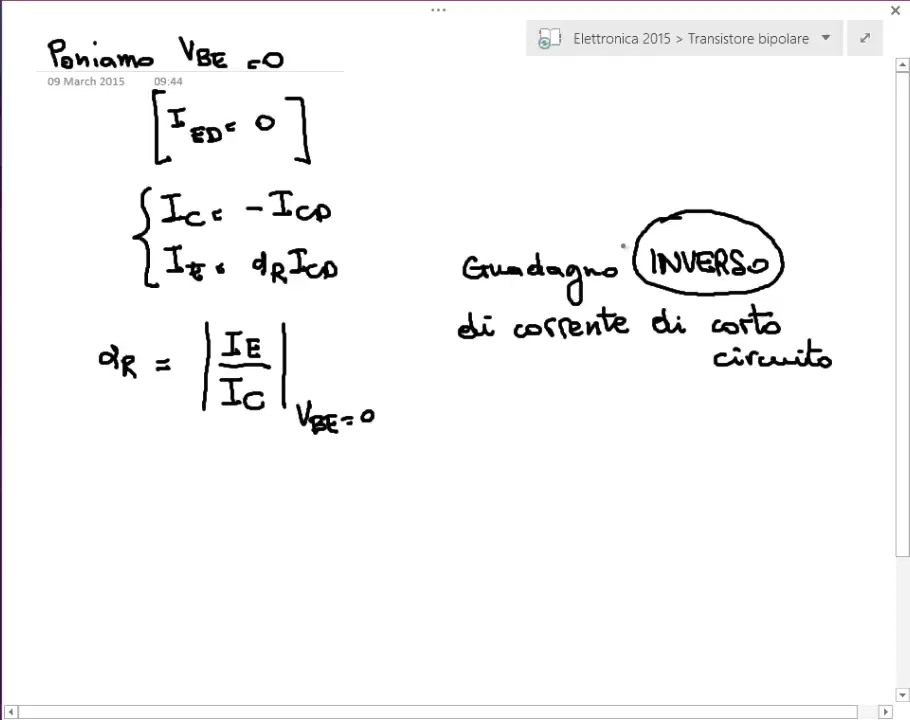 Elettronica 2015 > Transistore bipolare
Poniamo VBE = 0
09 March 2015 09:44
[IED = 0]
{ IC = - ICD
IE = αR ICD
Guadagno INVERSO
di corrente di corto
circuito
αR = | IE / IC | VBE = 0